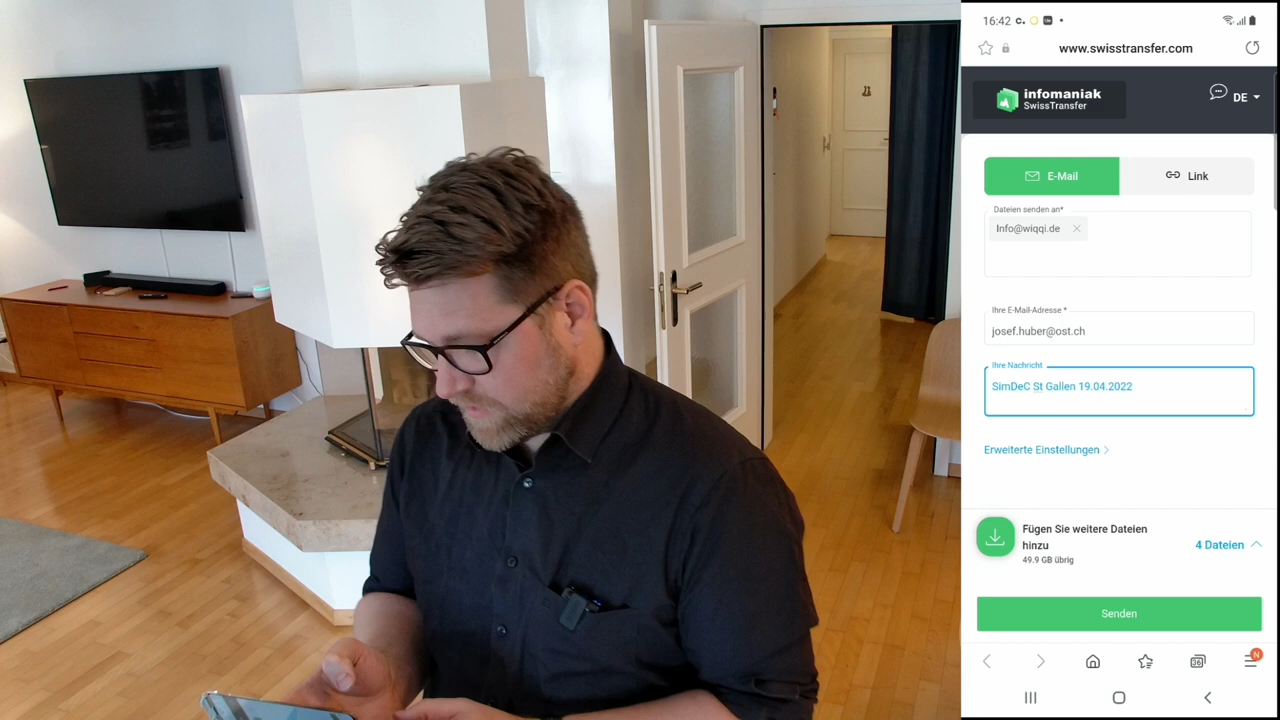 16:42
www.swisstransfer.com
infomaniak
SwissTransfer
DE
E-Mail
Link
Dateien senden an*
Info@wiqqi.de
Ihre E-Mail-Adresse *
josef.huber@ost.ch
Ihre Nachricht
SimDeC St Gallen 19.04.2022
Erweiterte Einstellungen
Fügen Sie weitere Dateien
hinzu
49.9 GB übrig
4 Dateien
Senden
36
N